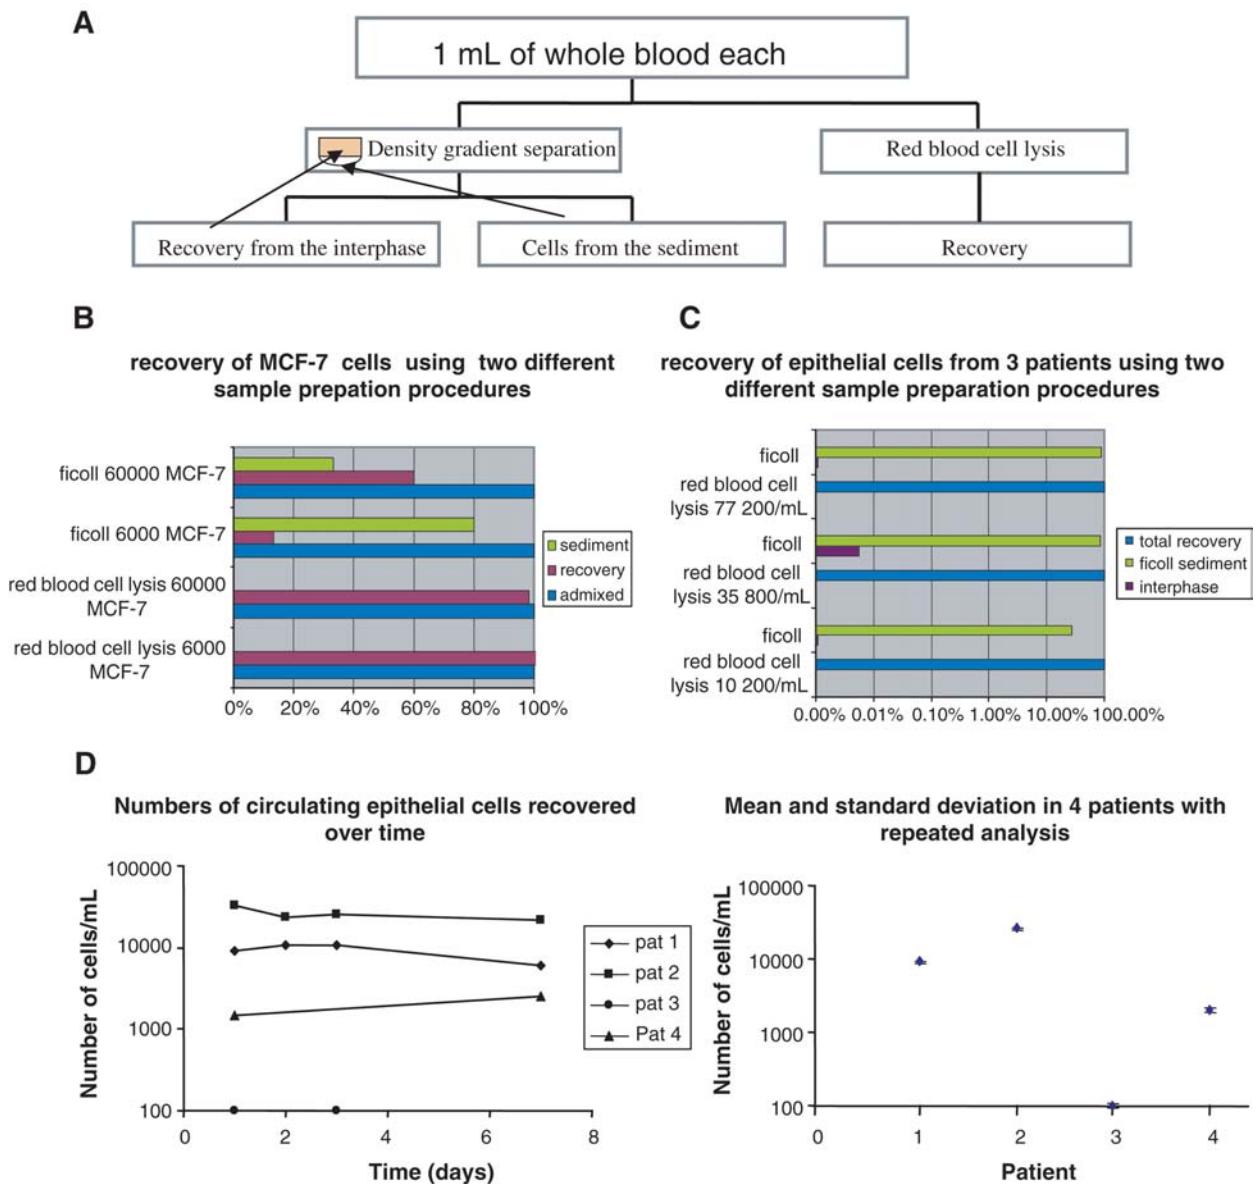 A
1 mL of whole blood each
Density gradient separation
Red blood cell lysis
Recovery from the interphase
Cells from the sediment
Recovery
B
recovery of MCF-7 cells using two different
sample prepation procedures
ficoll 60000 MCF-7
ficoll 6000 MCF-7
red blood cell lysis 60000
MCF-7
red blood cell lysis 6000
MCF-7
0% 20% 40% 60% 80% 100%
sediment
recovery
admixed
C
recovery of epithelial cells from 3 patients using two
different sample preparation procedures
ficoll
red blood cell
lysis 77 200/mL
ficoll
red blood cell
lysis 35 800/mL
ficoll
red blood cell
lysis 10 200/mL
0.00% 0.01% 0.10% 1.00% 10.00% 100.00%
total recovery
ficoll sediment
interphase
D
Numbers of circulating epithelial cells recovered
over time
Number of cells/mL
100000
10000
1000
100
0 2 4 6 8
Time (days)
pat 1
pat 2
pat 3
Pat 4
Mean and standard deviation in 4 patients with
repeated analysis
Number of cells/mL
100000
10000
1000
100
0 1 2 3 4
Patient